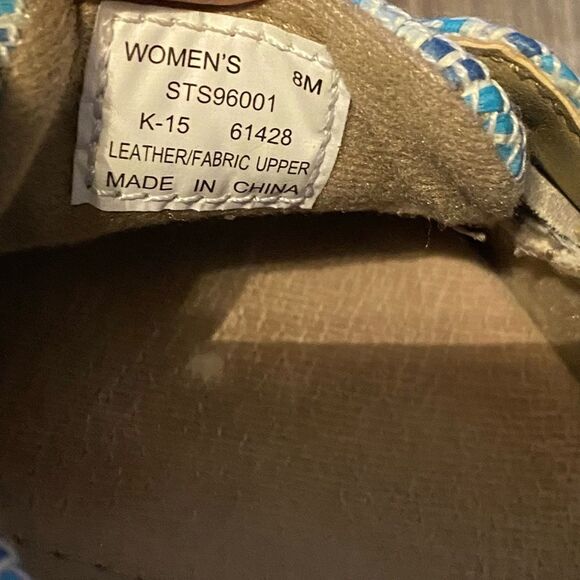 WOMEN'S 8M
STS96001
K-15 61428
LEATHER/FABRIC UPPER
MADE IN CHINA